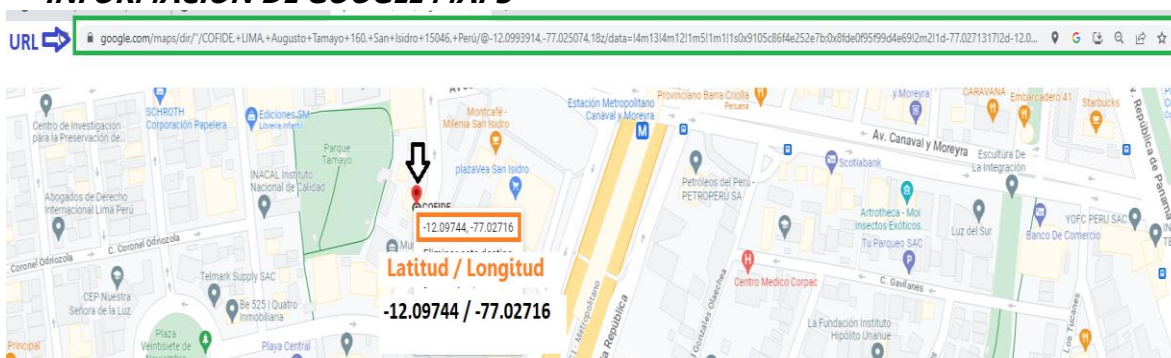 URL
google.com/maps/dir/''/COFIDE,+LIMA,+Augusto+Tamayo+160,+San+Isidro+15046,+Perú/@-12.0993914,-77.025074,18z/data=!4m13!4m12!1m5!1m1!1s0x9105c86f4e252e7b:0x8fde0f95f99d4e69!2m2!1d-77.0271317!2d-12.0...
SCHROTH
Corporación Papelera
Centro de Investigación
para la Preservación de...
Ediciones SM
Librería infantil
Parque
Tamayo
Montcafé -
Milenia San Isidro
plazaVea San Isidro
Estación Metropolitano
Canaval y Moreyra
Provinciano Barra Criolla
Peruana
y Moreyra
CARAVANA
Embarcadero 41
Starbucks
Av. Canaval y Moreyra
Scotiabank
Escultura De
La Integración
República de Panamá
INACAL Instituto
Nacional de Calidad
Abogados de Derecho
Internacional Lima Perú
COFIDE
-12.09744, -77.02716
Petróleos del Perú -
PETROPERÚ SA
Artrotheca - Moi
Insectos Exóticos
Tu Parqueo SAC
Luz del Sur
Banco De Comercio
YOFC PERU SAC
Coronel Odriozola
C. Coronel Odriozola
Latitud / Longitud
-12.09744 / -77.02716
Telmark Supply SAC
CEP Nuestra
Señora de la Luz
Be 525 | Quatro
Inmobiliaria
Centro Medico Corpac
C. Gavilanes
Gonzales Olaechea
Metropolitano
República
La Fundación Instituto
Hipólito Unanue
Los Tucanes
Principal
Plaza
Veintisiete de
Noviembre
Playa Central